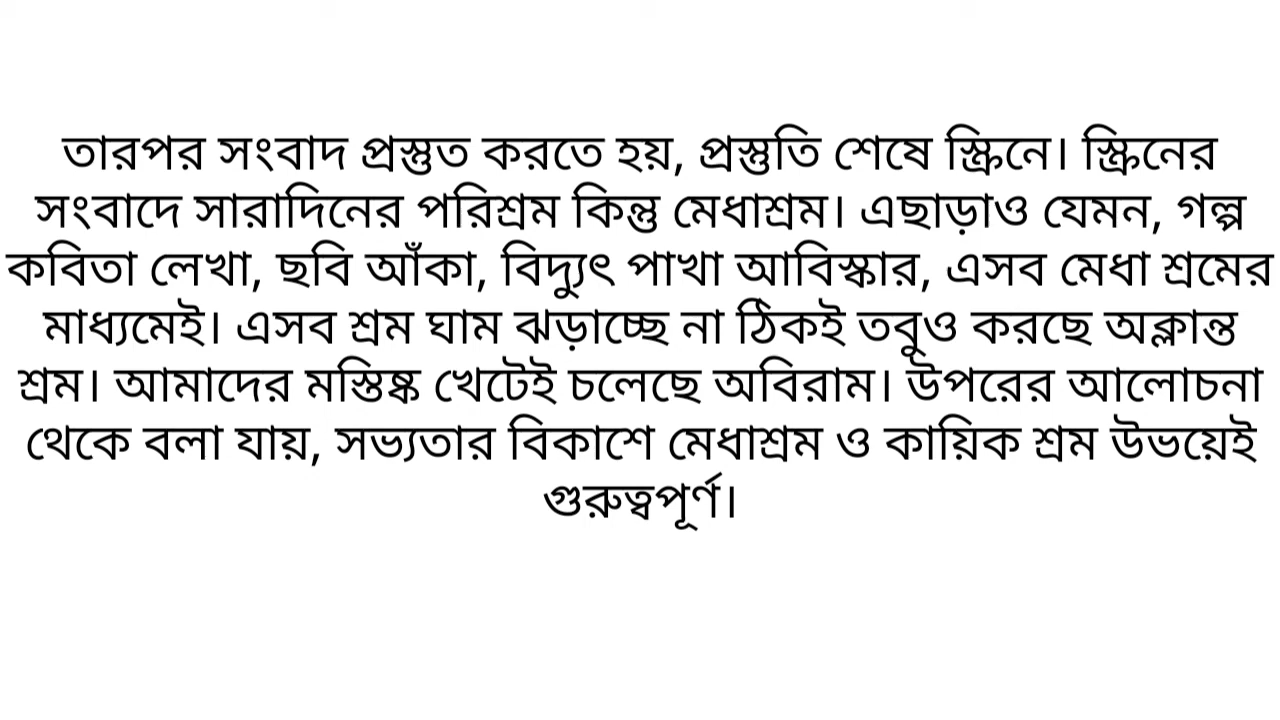 তারপর সংবাদ প্রস্তুত করতে হয়, প্রস্তুতি শেষে স্ক্রিনে। স্ক্রিনের
সংবাদে সারাদিনের পরিশ্রম কিন্তু মেধাশ্রম। এছাড়াও যেমন, গল্প
কবিতা লেখা, ছবি আঁকা, বিদ্যুৎ পাখা আবিস্কার, এসব মেধা শ্রমের
মাধ্যমেই। এসব শ্রম ঘাম ঝড়াচ্ছে না ঠিকই তবুও করছে অক্লান্ত
শ্রম। আমাদের মস্তিষ্ক খেটেই চলেছে অবিরাম। উপরের আলোচনা
থেকে বলা যায়, সভ্যতার বিকাশে মেধাশ্রম ও কায়িক শ্রম উভয়েই
গুরুত্বপূর্ণ।